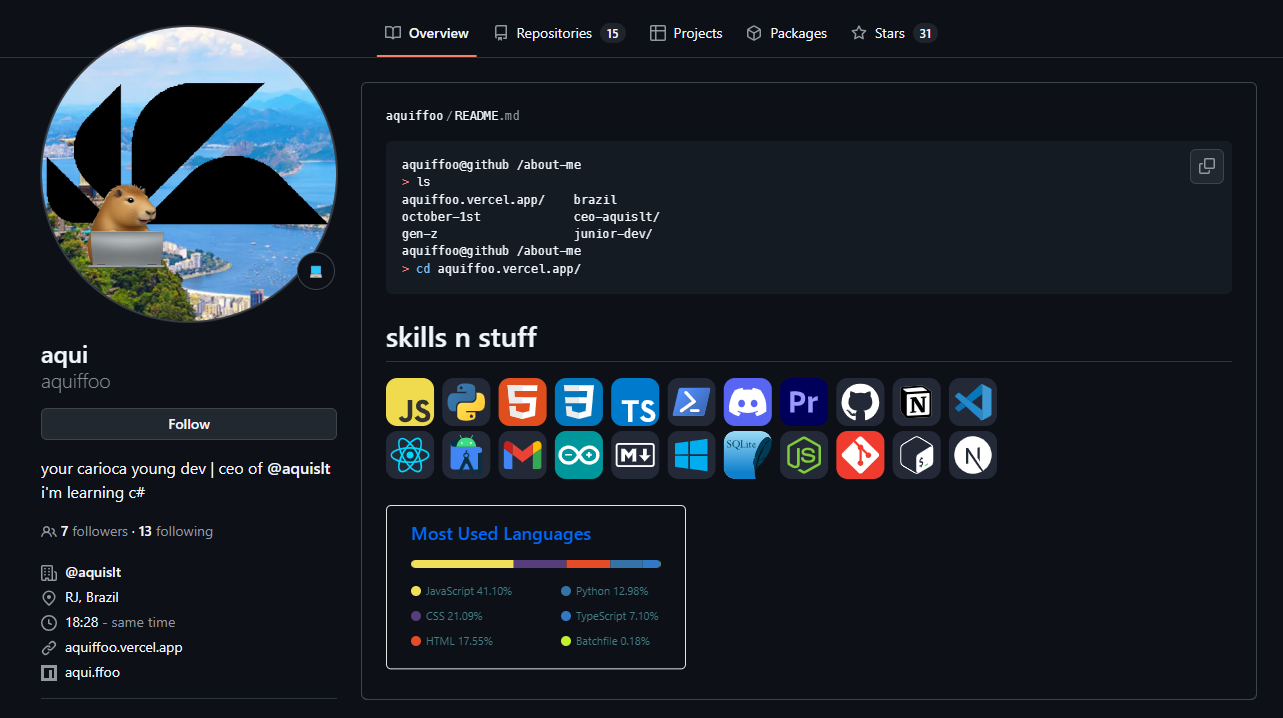 Overview Repositories 15 Projects Packages Stars 31
aqui
aquiffoo
Follow
your carioca young dev | ceo of @aquislt
i'm learning c#
7 followers · 13 following
@aquislt
RJ, Brazil
18:28 - same time
aquiffoo.vercel.app
aqui.ffoo
aquiffoo/README.md
aquiffoo@github /about-me
> ls
aquiffoo.vercel.app/ brazil
october-1st ceo-aquislt/
gen-z junior-dev/
aquiffoo@github /about-me
> cd aquiffoo.vercel.app/
skills n stuff
JS TS Pr N
M SQLite JS $ N
Most Used Languages
JavaScript 41.10% Python 12.98%
CSS 21.09% TypeScript 7.10%
HTML 17.55% Batchfile 0.18%